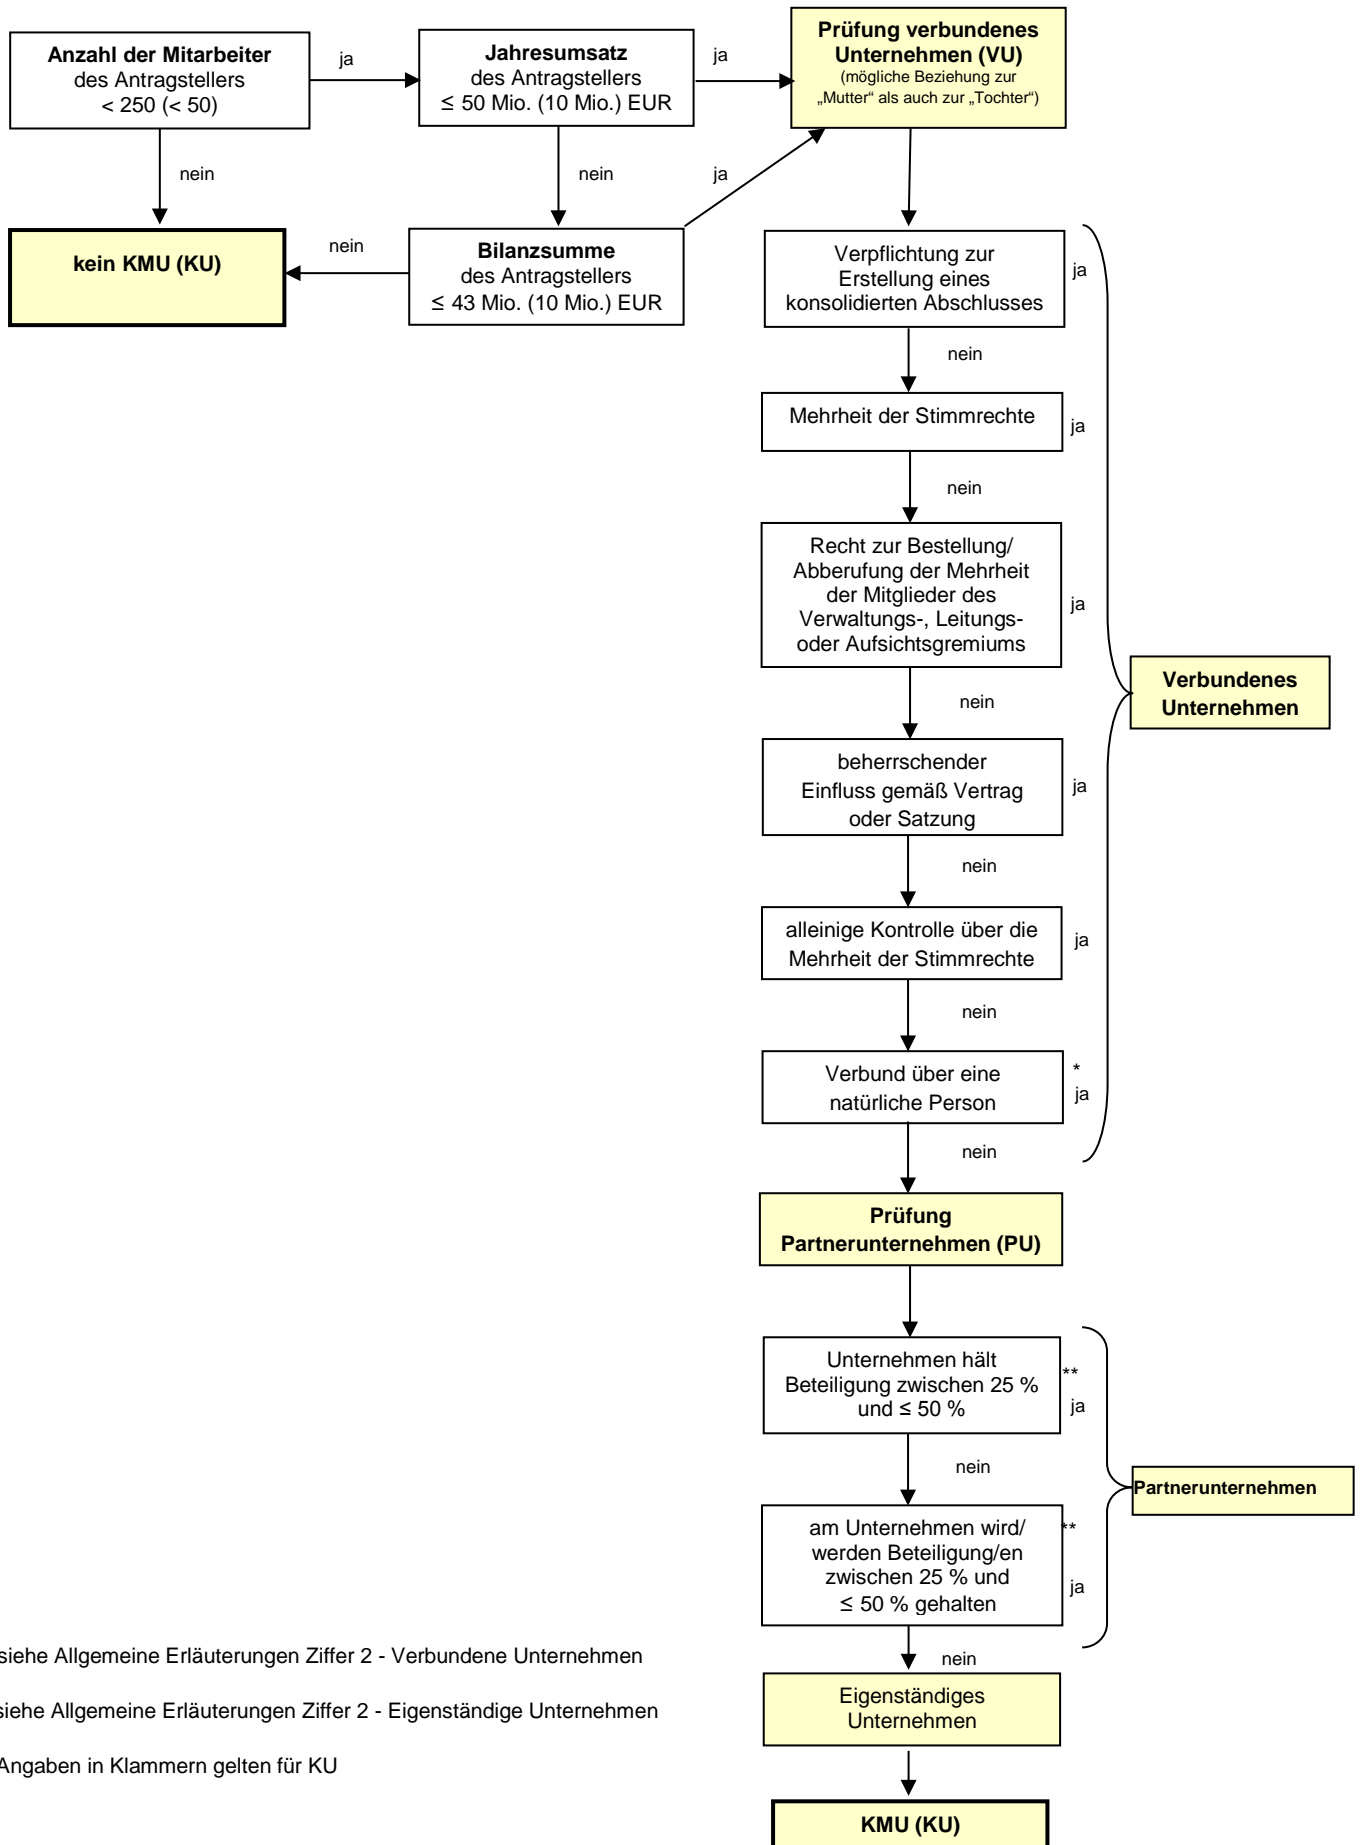 Anzahl der Mitarbeiter
des Antragstellers
< 250 (< 50)
ja
Jahresumsatz
des Antragstellers
≤ 50 Mio. (10 Mio.) EUR
ja
Prüfung verbundenes
Unternehmen (VU)
(mögliche Beziehung zur
„Mutter“ als auch zur „Tochter“)
nein
nein
ja
kein KMU (KU)
nein
Bilanzsumme
des Antragstellers
≤ 43 Mio. (10 Mio.) EUR
Verpflichtung zur
Erstellung eines
konsolidierten Abschlusses
ja
nein
Mehrheit der Stimmrechte
ja
nein
Recht zur Bestellung/
Abberufung der Mehrheit
der Mitglieder des
Verwaltungs-, Leitungs-
oder Aufsichtsgremiums
ja
Verbundenes
Unternehmen
nein
beherrschender
Einfluss gemäß Vertrag
oder Satzung
ja
nein
alleinige Kontrolle über die
Mehrheit der Stimmrechte
ja
nein
Verbund über eine
natürliche Person
*
ja
nein
Prüfung
Partnerunternehmen (PU)
Unternehmen hält
Beteiligung zwischen 25 %
und ≤ 50 %
**
ja
nein
Partnerunternehmen
am Unternehmen wird/
werden Beteiligung/en
zwischen 25 % und
≤ 50 % gehalten
**
ja
nein
siehe Allgemeine Erläuterungen Ziffer 2 - Verbundene Unternehmen
siehe Allgemeine Erläuterungen Ziffer 2 - Eigenständige Unternehmen
Angaben in Klammern gelten für KU
Eigenständiges
Unternehmen
KMU (KU)